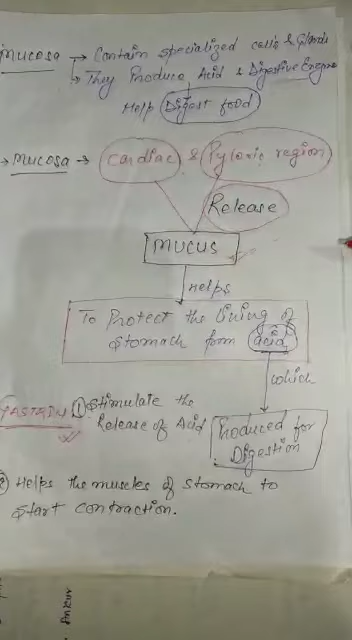 Mucosa → Contain specialized cells & Glands
→ They Produce Acid & Digestive Enzyme
Help Digest food
→ Mucosa → Cardiac & Pyloric region
Release
MUCUS
Helps
To Protect the lining of
Stomach from acid
which
Produced for
Digestion
GASTRIN ① Stimulate the
Release of Acid
② Helps the muscles of stomach to
start contraction.
Ankur